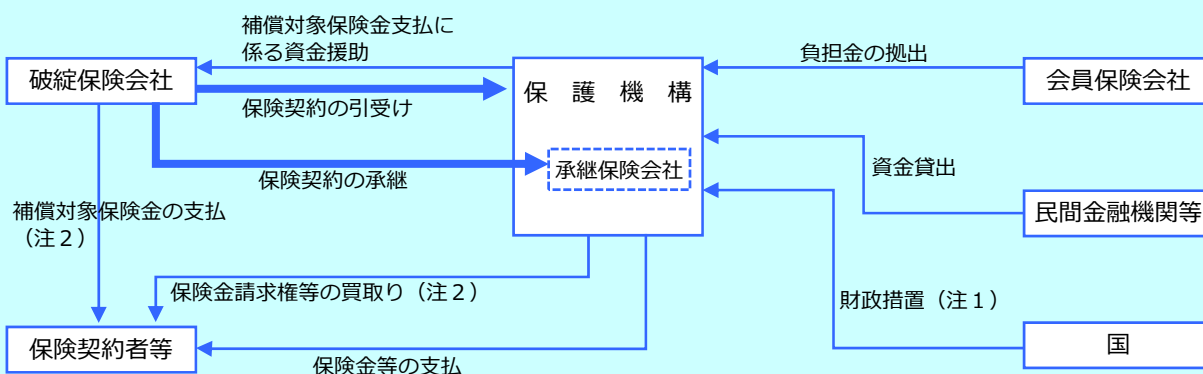 補償対象保険金支払に
係る資金援助
負担金の拠出
破綻保険会社
保護機構
会員保険会社
保険契約の引受け
承継保険会社
資金貸出
保険契約の承継
補償対象保険金の支払
(注2)
民間金融機関等
保険金請求権等の買取り(注2)
財政措置(注1)
保険契約者等
国
保険金等の支払